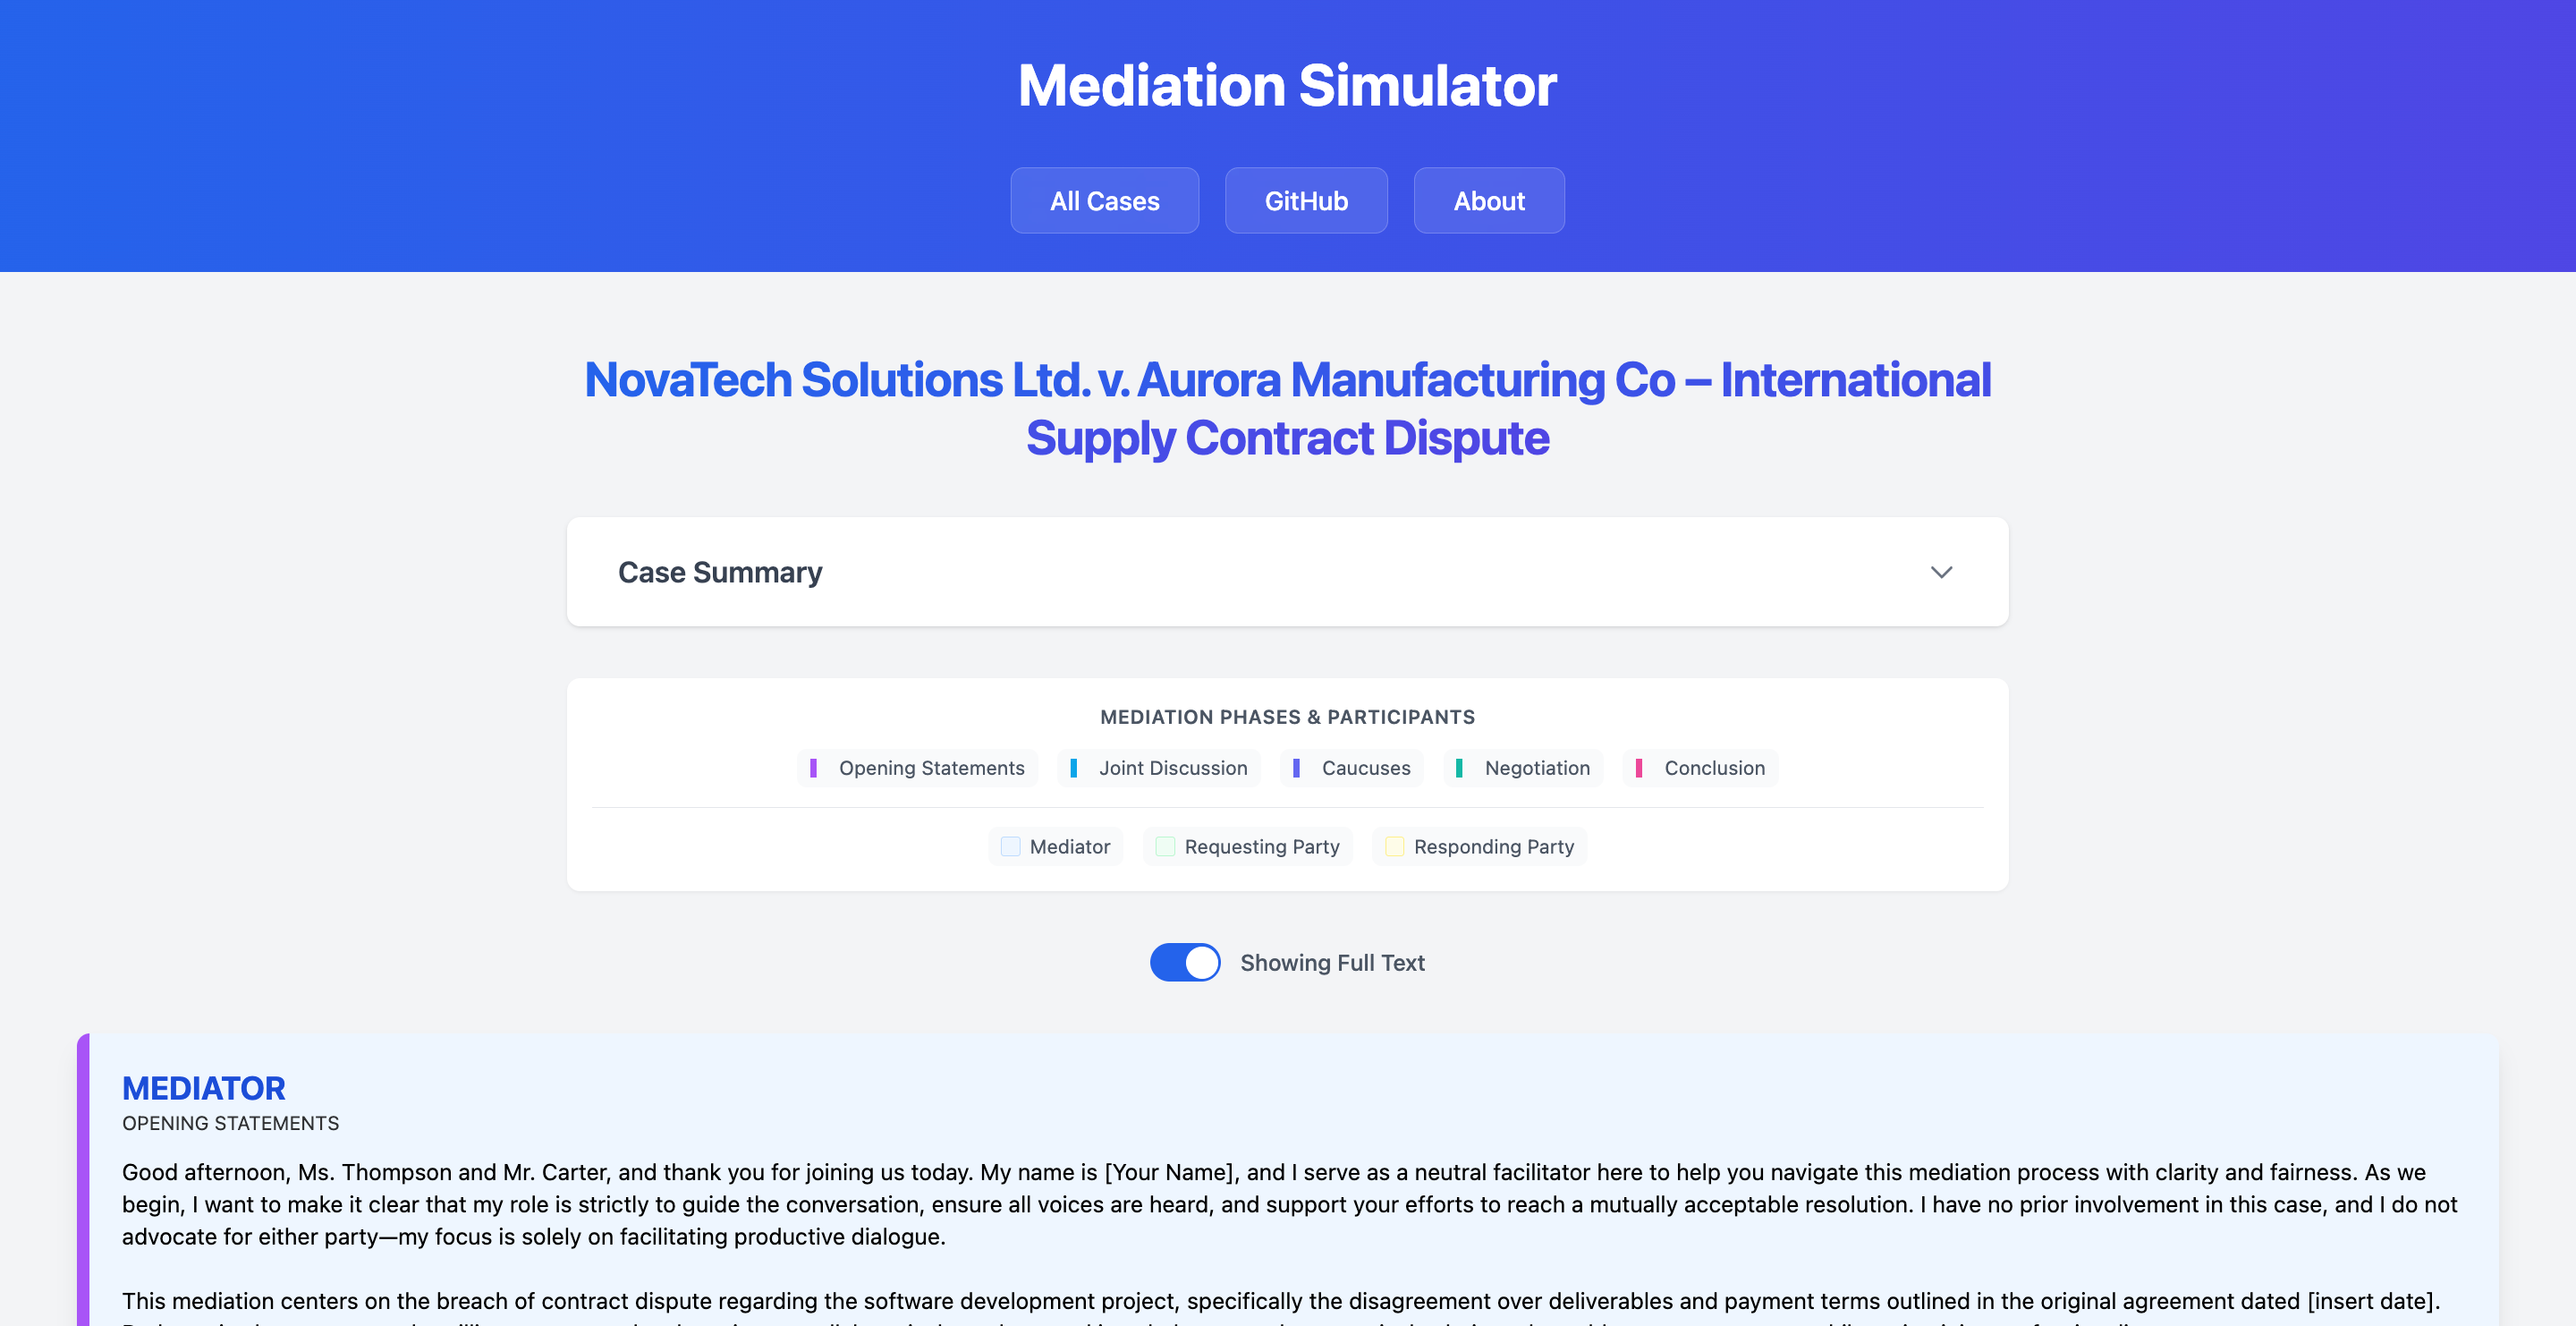 Mediation Simulator
All Cases
GitHub
About
NovaTech Solutions Ltd. v. Aurora Manufacturing Co – International
Supply Contract Dispute
Case Summary
MEDIATION PHASES & PARTICIPANTS
Opening Statements
Joint Discussion
Caucuses
Negotiation
Conclusion
Mediator
Requesting Party
Responding Party
Showing Full Text
MEDIATOR
OPENING STATEMENTS
Good afternoon, Ms. Thompson and Mr. Carter, and thank you for joining us today. My name is [Your Name], and I serve as a neutral facilitator here to help you navigate this mediation process with clarity and fairness. As we
begin, I want to make it clear that my role is strictly to guide the conversation, ensure all voices are heard, and support your efforts to reach a mutually acceptable resolution. I have no prior involvement in this case, and I do not
advocate for either party—my focus is solely on facilitating productive dialogue.
This mediation centers on the breach of contract dispute regarding the software development project, specifically the disagreement over deliverables and payment terms outlined in the original agreement dated [insert date].